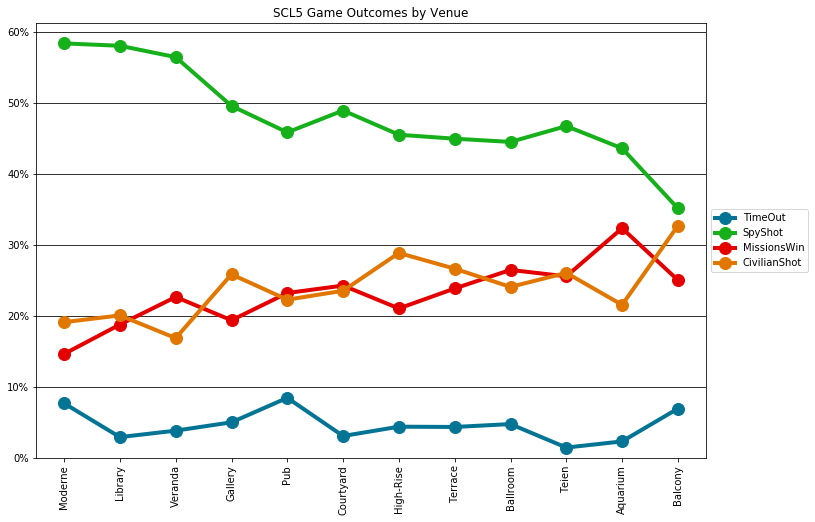 SCL5 Game Outcomes by Venue
60%
50%
40%
30%
20%
10%
0%
TimeOut
SpyShot
MissionsWin
CivilianShot
Moderne
Library
Veranda
Gallery
Pub
Courtyard
High-Rise
Terrace
Ballroom
Teien
Aquarium
Balcony